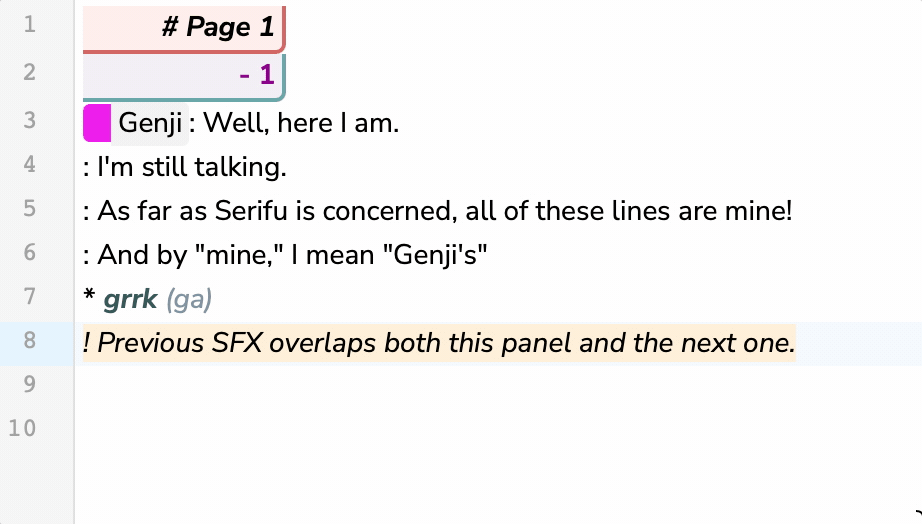 1 # Page 1
2 - 1
3 Genji : Well, here I am.
4 : I'm still talking.
5 : As far as Serifu is concerned, all of these lines are mine!
6 : And by "mine," I mean "Genji's"
7 * grrk (ga)
8 ! Previous SFX overlaps both this panel and the next one.
9
10